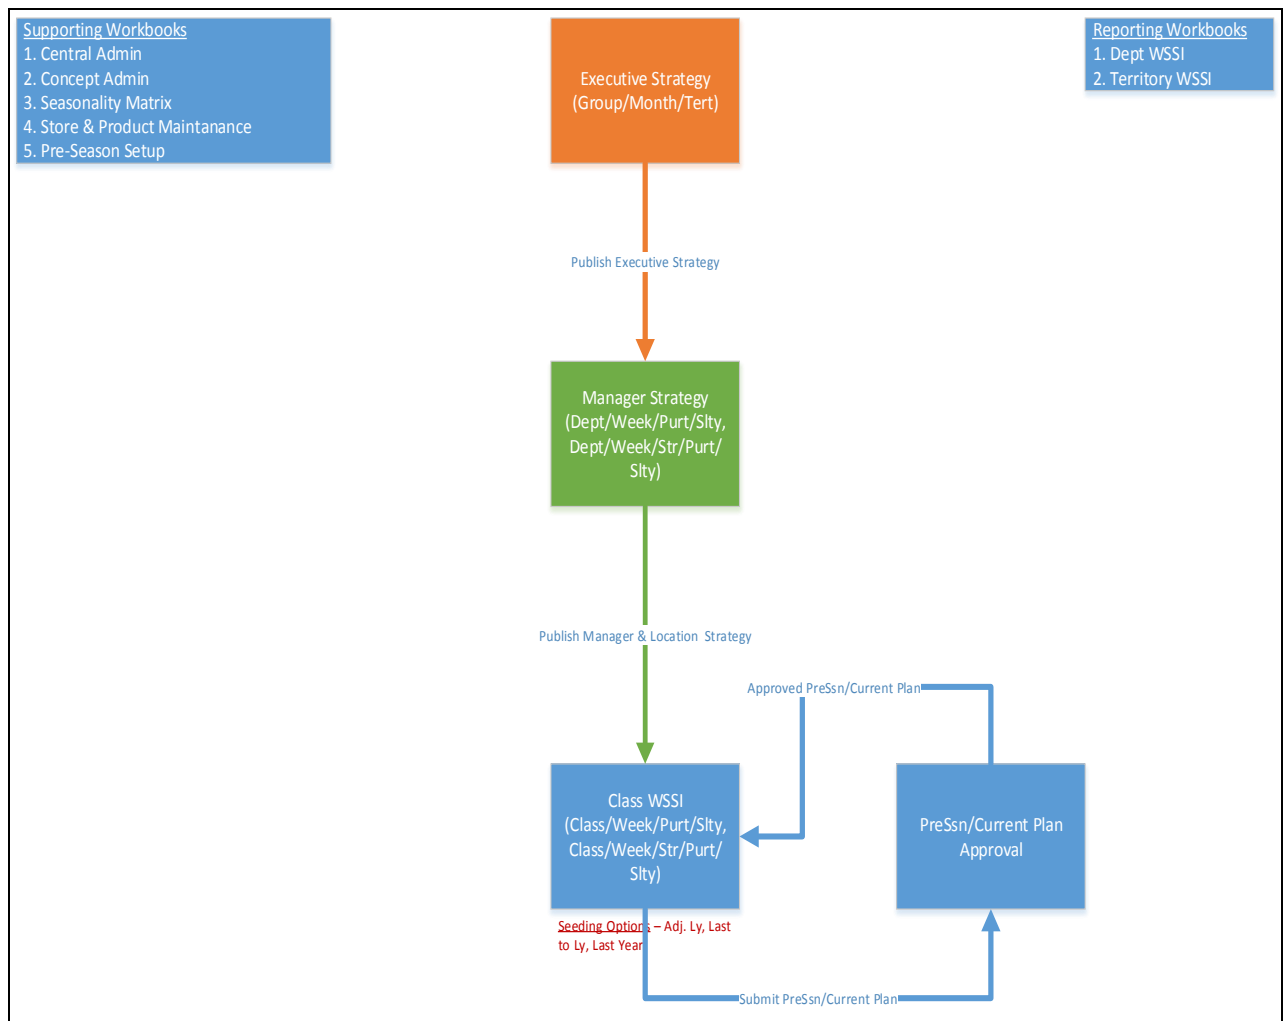 Supporting Workbooks
1. Central Admin
2. Concept Admin
3. Seasonality Matrix
4. Store & Product Maintanance
5. Pre-Season Setup
Executive Strategy
(Group/Month/Tert)
Reporting Workbooks
1. Dept WSSI
2. Territory WSSI
Publish Executive Strategy
Manager Strategy
(Dept/Week/Purt/Slty,
Dept/Week/Str/Purt/
Slty)
Publish Manager & Location Strategy
Approved PreSsn/Current Plan
Class WSSI
(Class/Week/Purt/Slty,
Class/Week/Str/Purt/
Slty)
PreSsn/Current Plan
Approval
Seeding Options – Adj. Ly, Last
to Ly, Last Year
Submit PreSsn/Current Plan